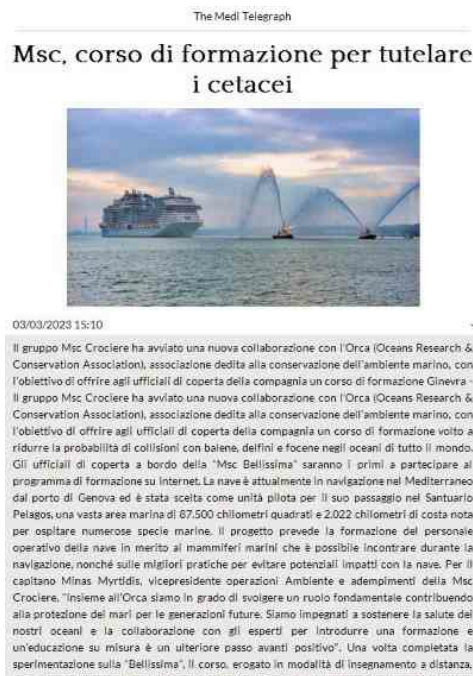 The Medi Telegraph
Msc, corso di formazione per tutelare
i cetacei
03/03/2023 15:10
Il gruppo Msc Crociere ha avviato una nuova collaborazione con l'Orca (Oceans Research &
Conservation Association), associazione dedita alla conservazione dell'ambiente marino, con
l'obiettivo di offrire agli ufficiali di coperta della compagnia un corso di formazione Ginevra -
Il gruppo Msc Crociere ha avviato una nuova collaborazione con l'Orca (Oceans Research &
Conservation Association), associazione dedita alla conservazione dell'ambiente marino, con
l'obiettivo di offrire agli ufficiali di coperta della compagnia un corso di formazione volto a
ridurre la probabilità di collisioni con balene, delfini e focene negli oceani di tutto il mondo.
Gli ufficiali di coperta a bordo della "Msc Bellissima" saranno i primi a partecipare al
programma di formazione su internet. La nave è attualmente in navigazione nel Mediterraneo
dal porto di Genova ed è stata scelta come unità pilota per il suo passaggio nel Santuario
Pelagos, una vasta area marina di 87.500 chilometri quadrati e 2.022 chilometri di costa nota
per ospitare numerose specie marine. Il progetto prevede la formazione del personale
operativo della nave in merito ai mammiferi marini che è possibile incontrare durante la
navigazione, nonché sulle migliori pratiche per evitare potenziali impatti con la nave. Per il
capitano Minas Myrtidis, vicepresidente operazioni Ambiente e adempimenti della Msc
Crociere, "Insieme all'Orca siamo in grado di svolgere un ruolo fondamentale contribuendo
alla protezione dei mari per le generazioni future. Siamo impegnati a sostenere la salute dei
nostri oceani e la collaborazione con gli esperti per introdurre una formazione e
un'educazione su misura è un ulteriore passo avanti positivo". Una volta completata la
sperimentazione sulla "Bellissima", il corso, erogato in modalità di insegnamento a distanza,